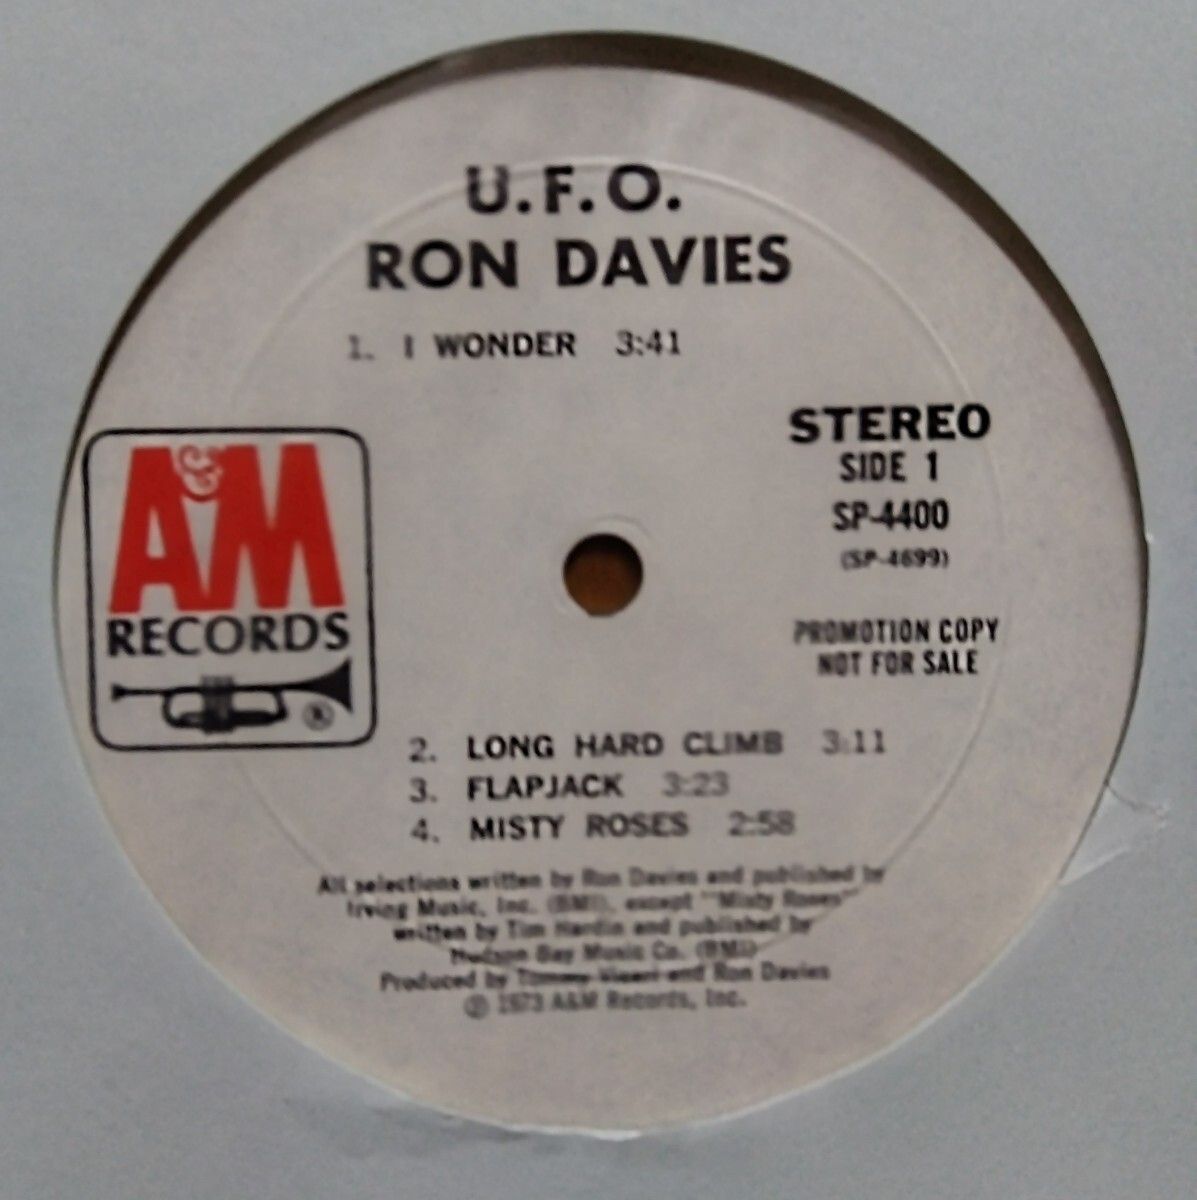 U.F.O.
RON DAVIES
1. I WONDER 3:41
STEREO
SIDE 1
SP-4400
(SP-4699)
PROMOTION COPY
NOT FOR SALE
A&M
RECORDS
®
2. LONG HARD CLIMB 3:11
3. FLAPJACK 3:23
4. MISTY ROSES 2:58
All selections written by Ron Davies and published by
Irving Music, Inc. (BMI), except "Misty Roses"
written by Tim Hardin and published by
Hudson Bay Music Co. (BMI)
Produced by Tommy and Ron Davies
℗ 1973 A&M Records, Inc.